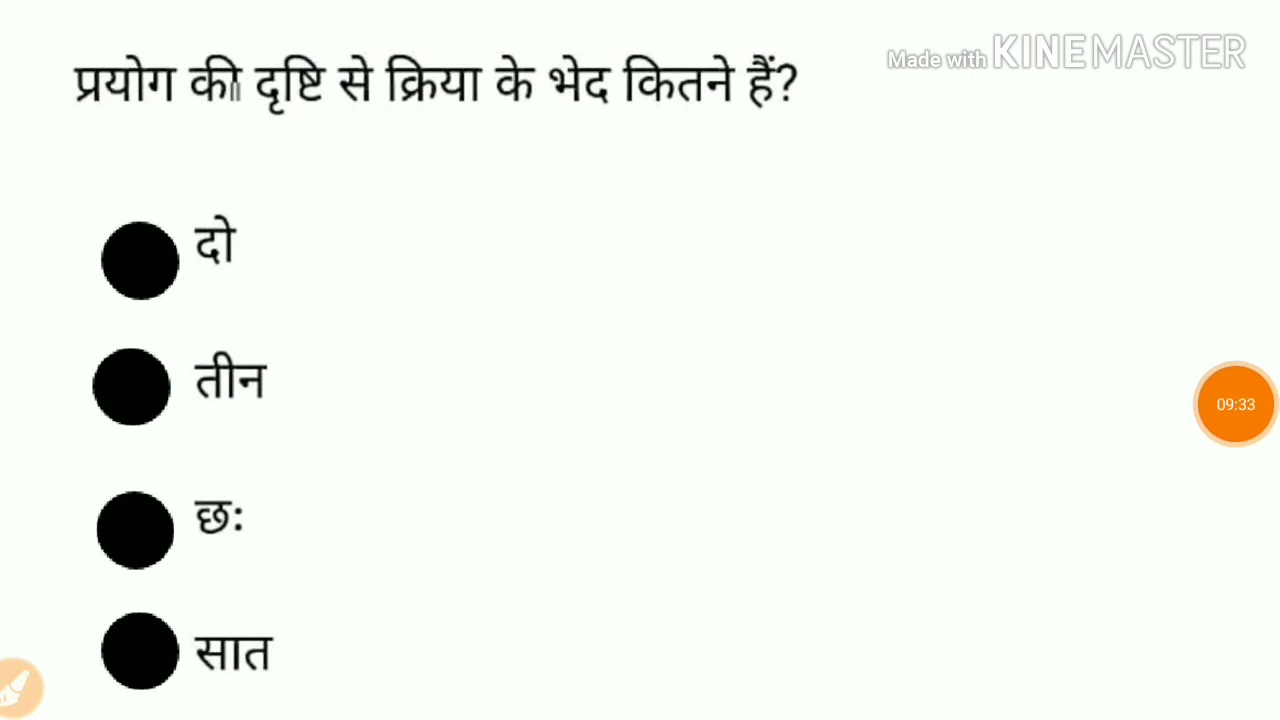 Made with KINEMASTER
प्रयोग की दृष्टि से क्रिया के भेद कितने हैं?
दो
तीन
छः
सात
09:33